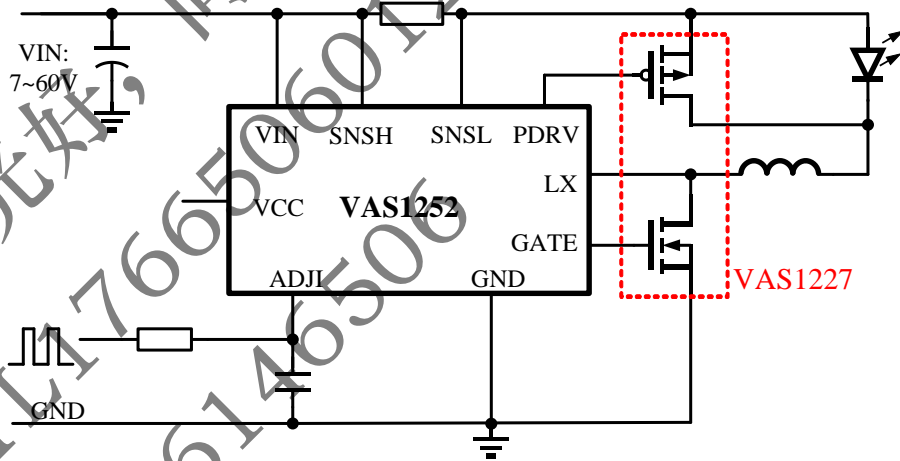 VIN:
7~60V
VIN SNSH SNSL PDRV
LX
VCC VAS1252
GATE
ADJI GND
VAS1227
GND